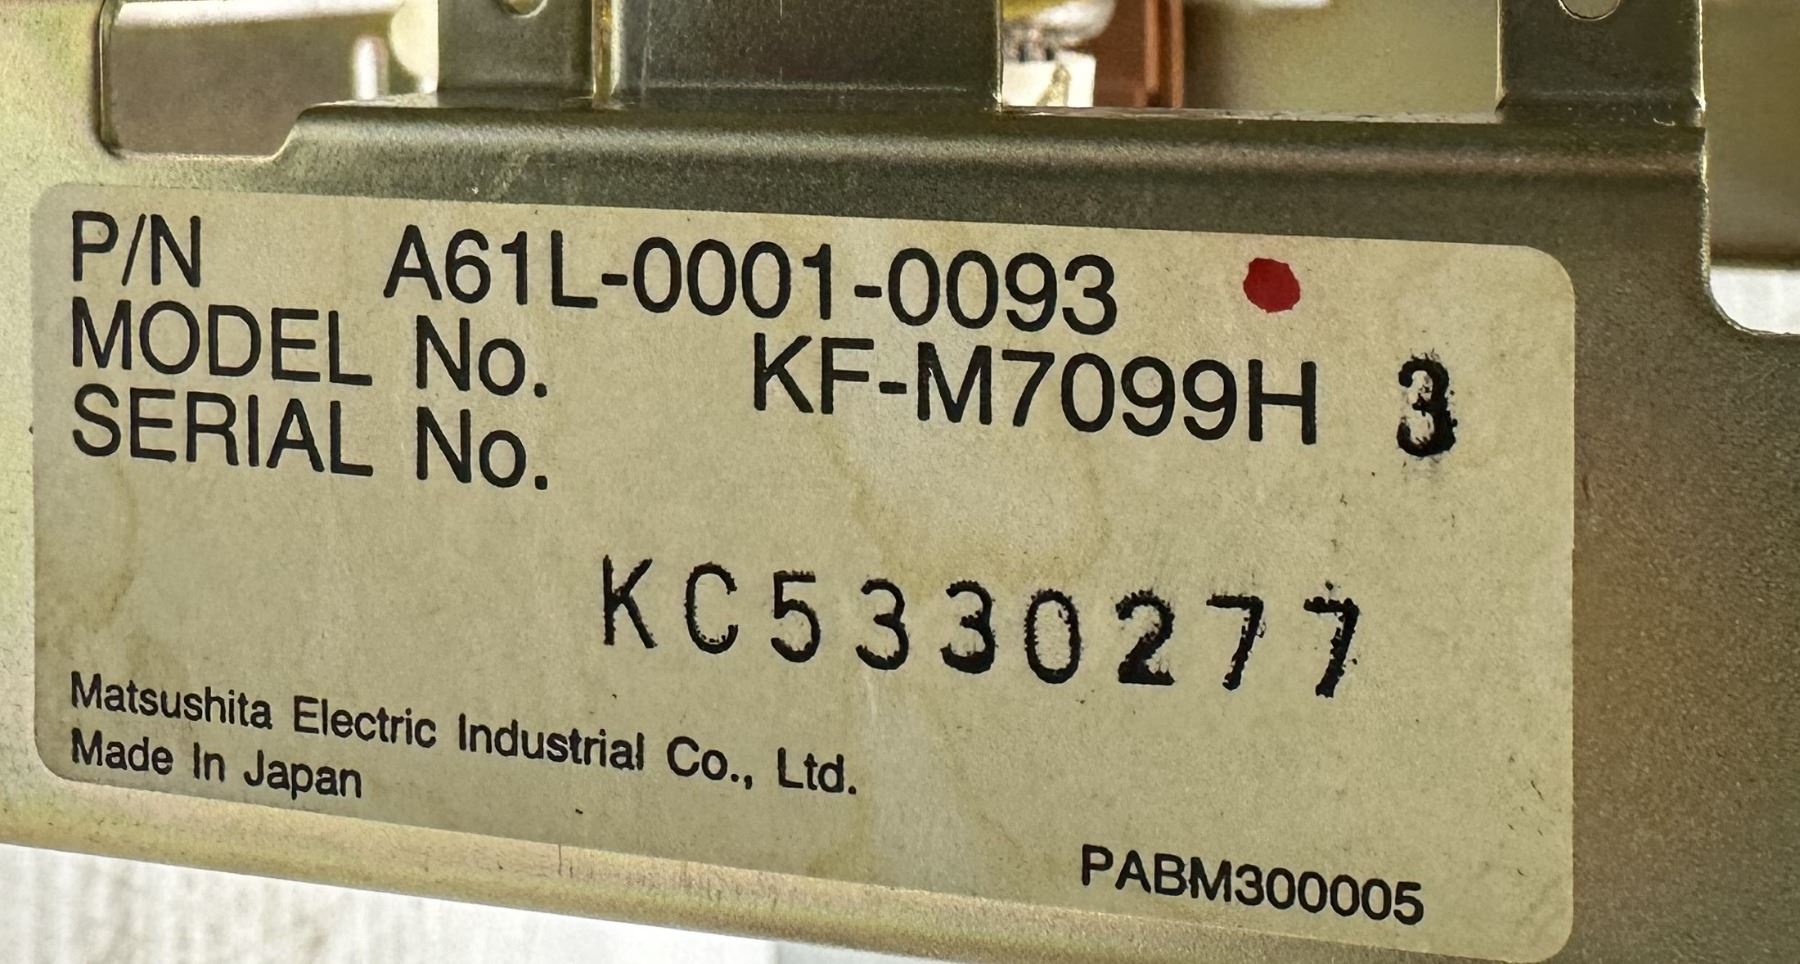 P/N A61L-0001-0093
MODEL No. KF-M7099H 3
SERIAL No.
KC5330277
Matsushita Electric Industrial Co., Ltd.
Made In Japan
PABM300005